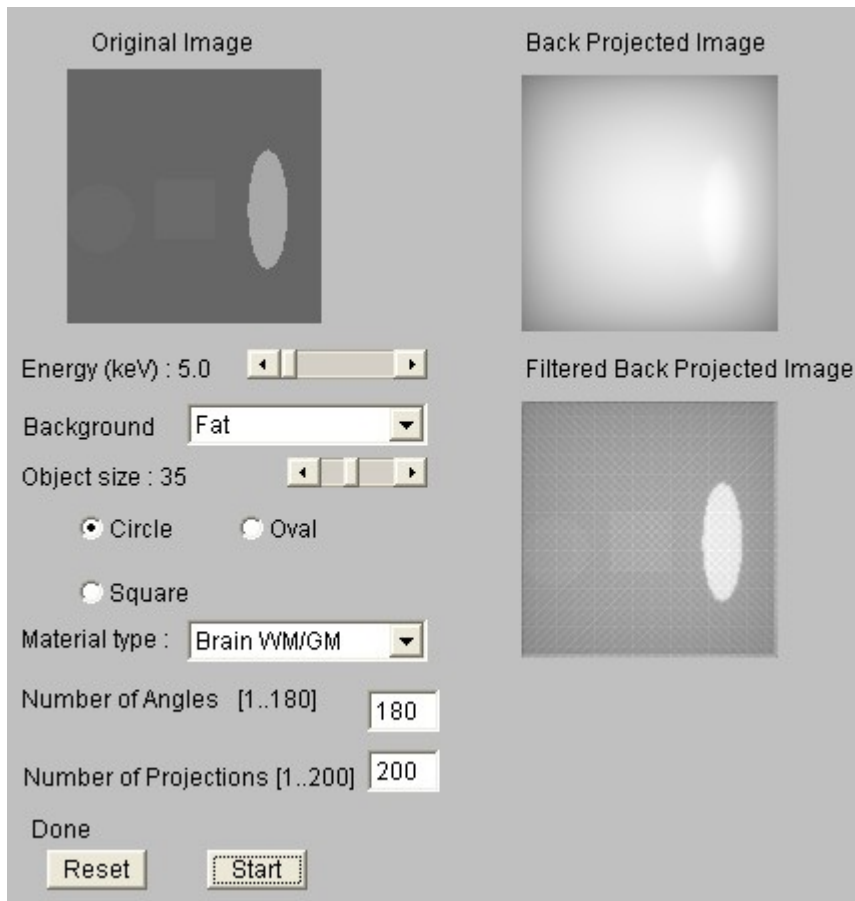 Original Image
Back Projected Image
Energy (keV) : 5.0
Filtered Back Projected Image
Background Fat
Object size : 35
Circle Oval
Square
Material type : Brain WM/GM
Number of Angles [1..180] 180
Number of Projections [1..200] 200
Done
Reset Start